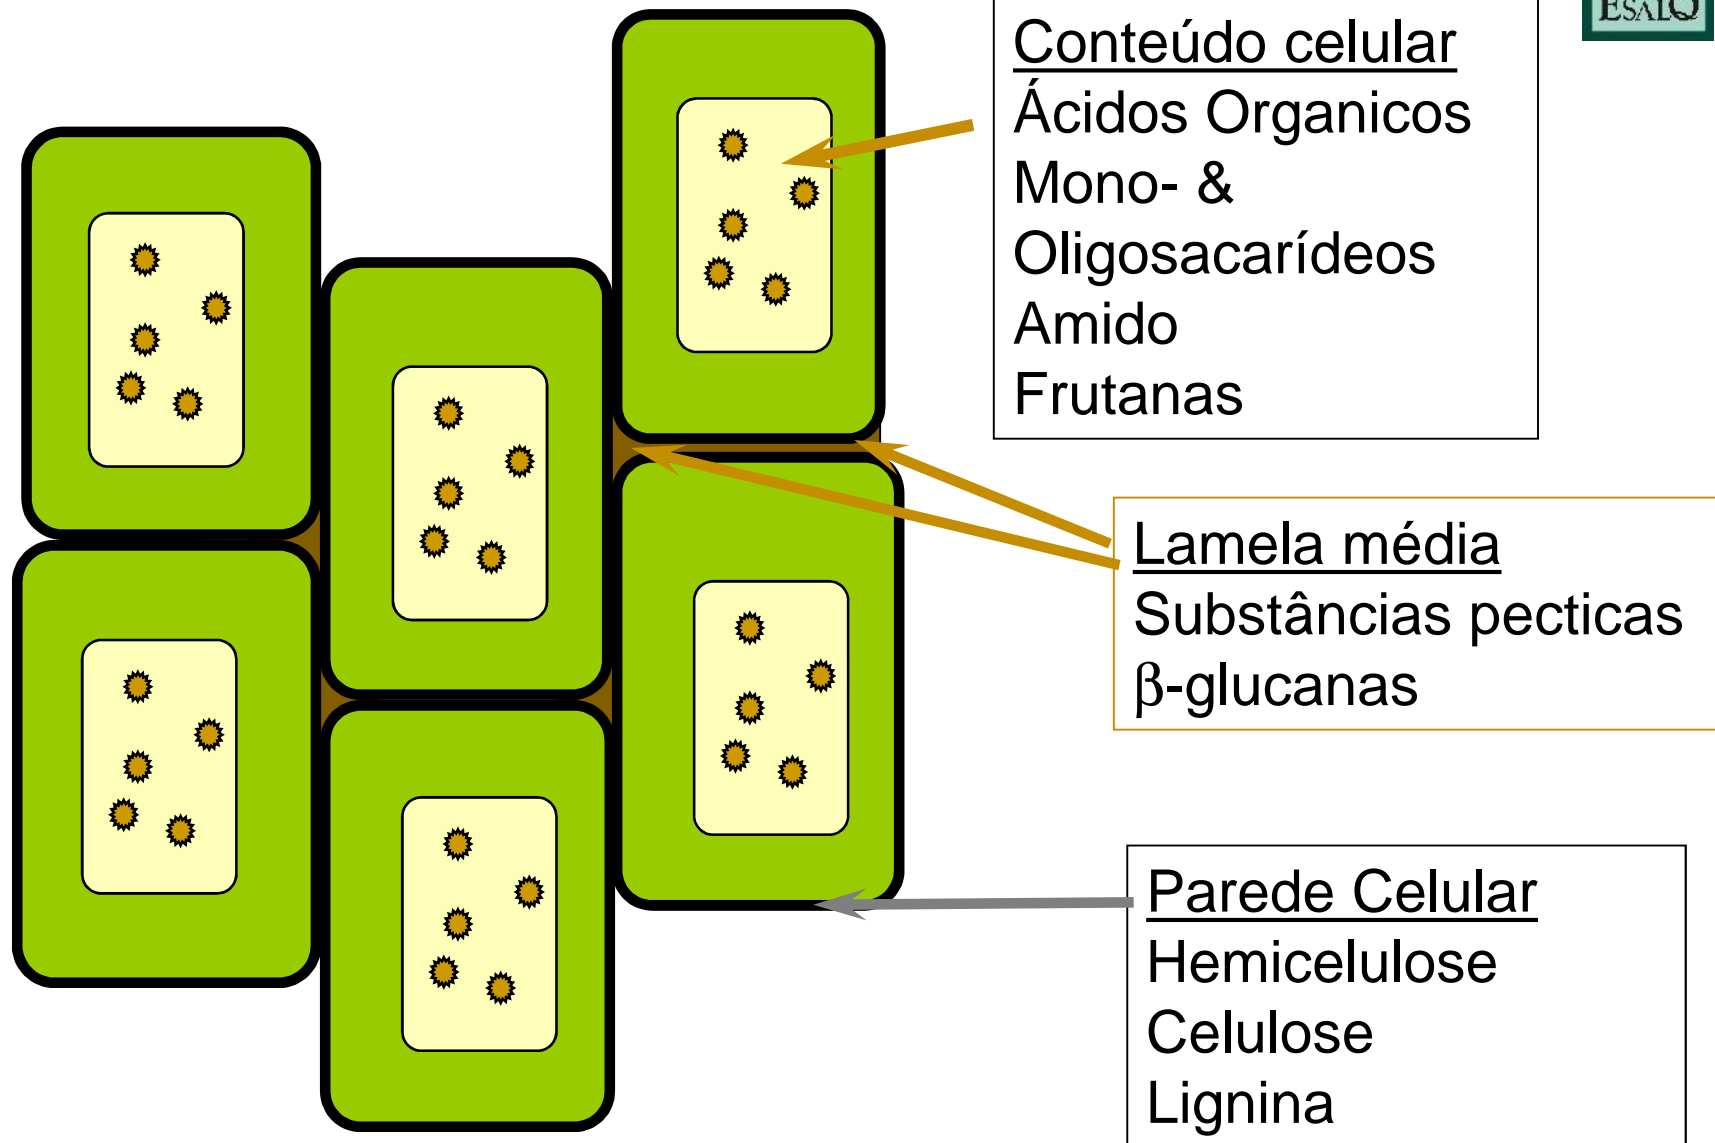 ESALQ
Conteúdo celular
Ácidos Organicos
Mono- &
Oligosacarídeos
Amido
Frutanas
Lamela média
Substâncias pecticas
β-glucanas
Parede Celular
Hemicelulose
Celulose
Lignina